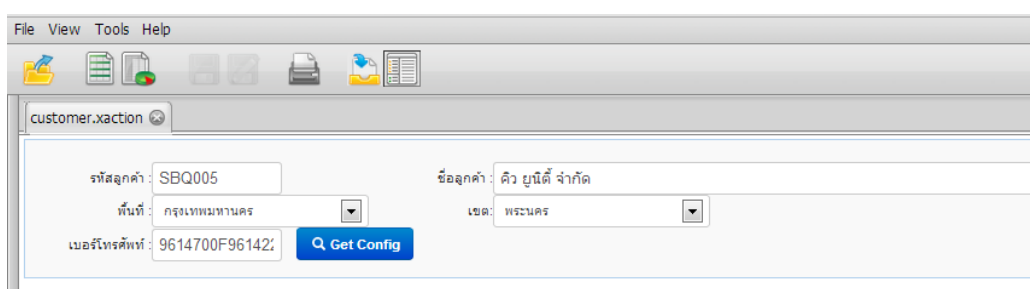 File View Tools Help
customer.xaction
รหัสลูกค้า : SBQ005 ชื่อลูกค้า : คิว ยูนิตี้ จำกัด
พื้นที่ : กรุงเทพมหานคร เขต: พระนคร
เบอร์โทรศัพท์ : 9614700F961422 Get Config